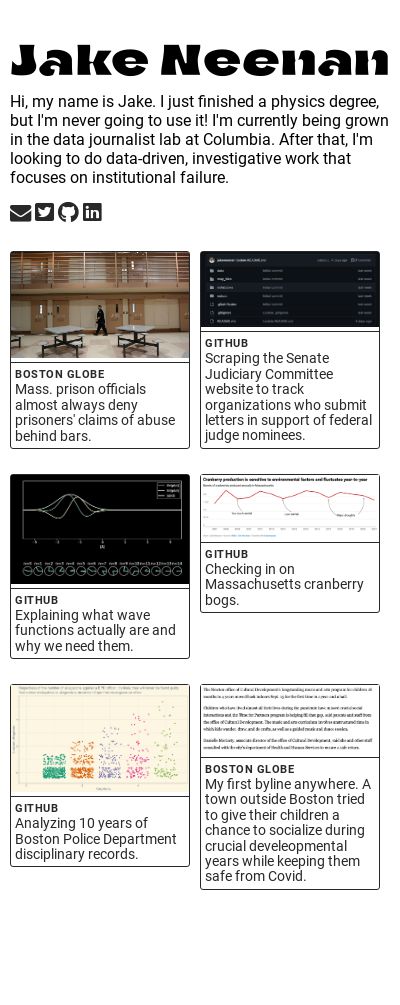 Jake Neenan
Hi, my name is Jake. I just finished a physics degree,
but I'm never going to use it! I'm currently being grown
in the data journalist lab at Columbia. After that, I'm
looking to do data-driven, investigative work that
focuses on institutional failure.
BOSTON GLOBE
Mass. prison officials
almost always deny
prisoners' claims of abuse
behind bars.
GITHUB
Scraping the Senate
Judiciary Committee
website to track
organizations who submit
letters in support of federal
judge nominees.
GITHUB
Explaining what wave
functions actually are and
why we need them.
Cranberry production is sensitive to environmental factors and fluctuates year-to-year
GITHUB
Checking in on
Massachusetts cranberry
bogs.
GITHUB
Analyzing 10 years of
Boston Police Department
disciplinary records.
BOSTON GLOBE
My first byline anywhere. A
town outside Boston tried
to give their children a
chance to socialize during
crucial develeopmental
years while keeping them
safe from Covid.